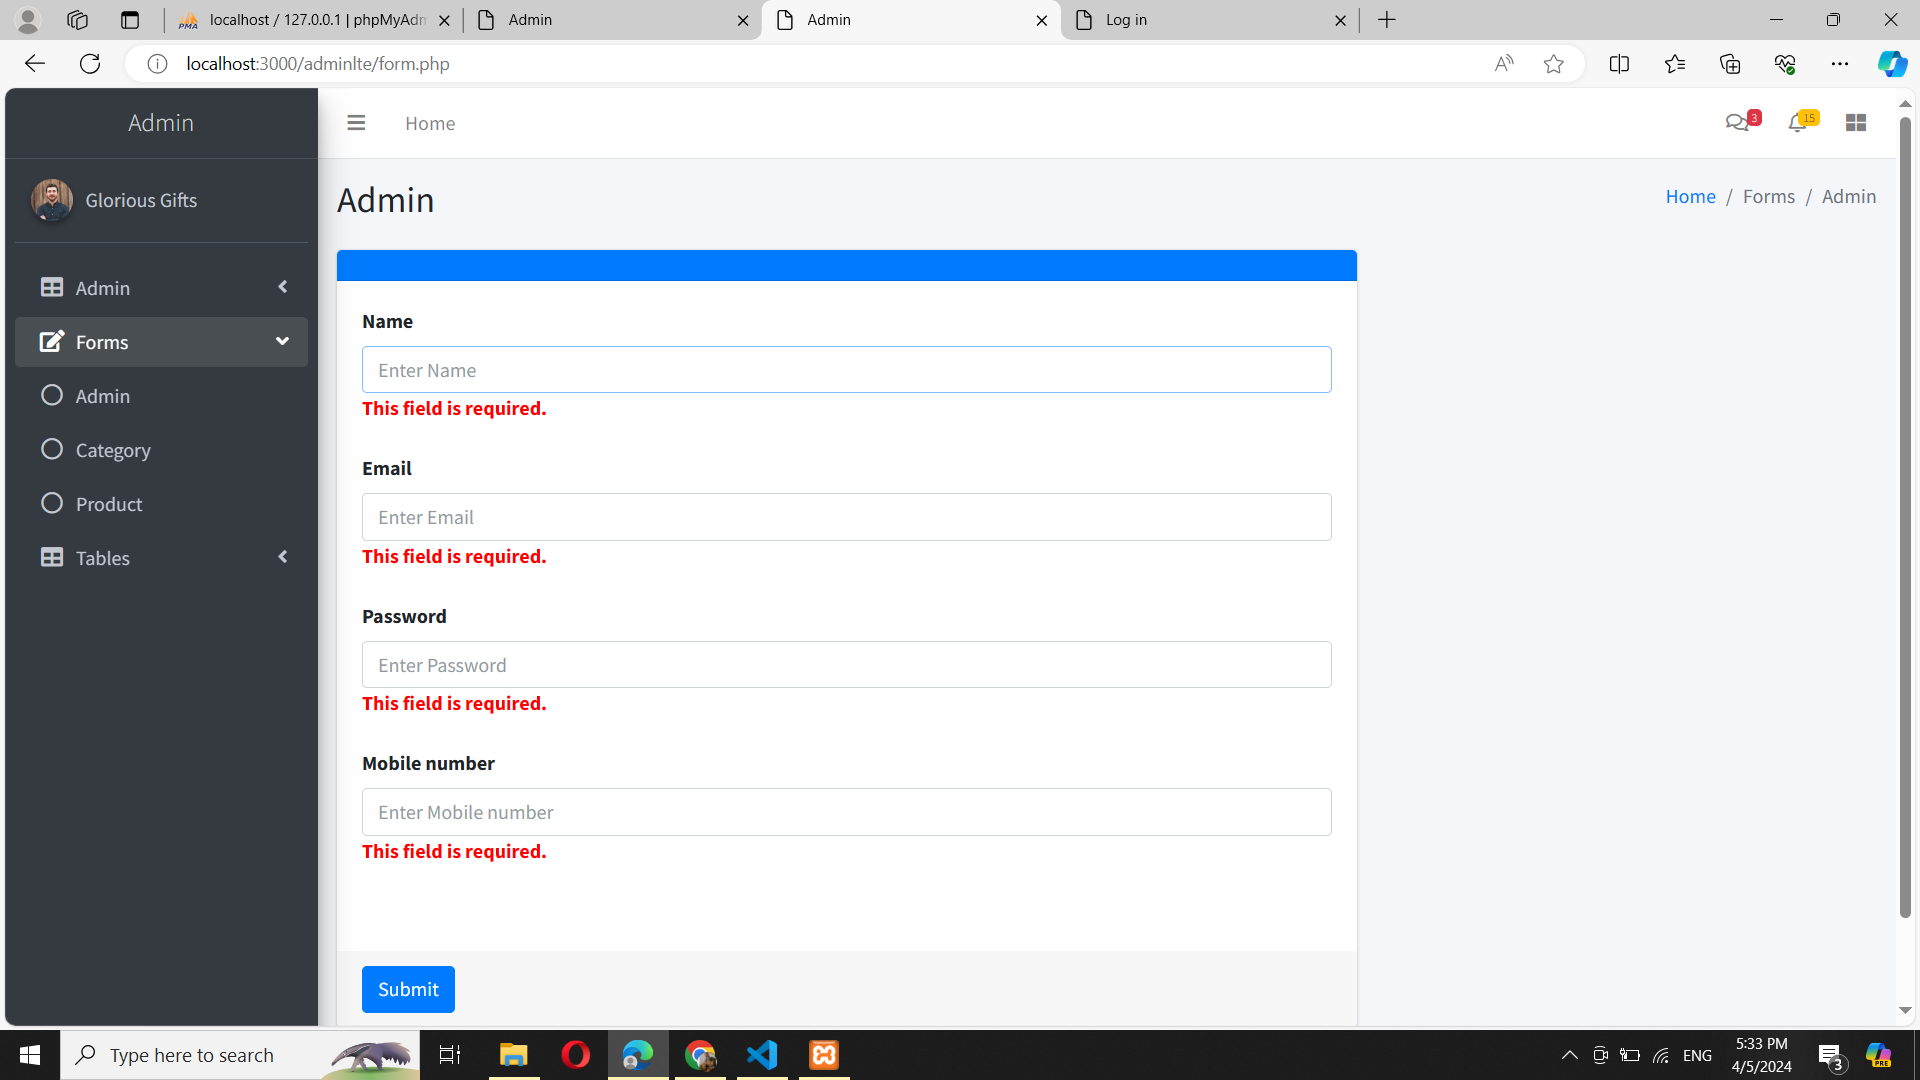 localhost / 127.0.0.1 | phpMyAdm
Admin
Admin
Log in
localhost:3000/adminlte/form.php
Admin
Home
3
15
Glorious Gifts
Admin
Home / Forms / Admin
Admin
Forms
Admin
Category
Product
Tables
Name
Enter Name
This field is required.
Email
Enter Email
This field is required.
Password
Enter Password
This field is required.
Mobile number
Enter Mobile number
This field is required.
Submit
Type here to search
ENG
5:33 PM
4/5/2024
3
PRE